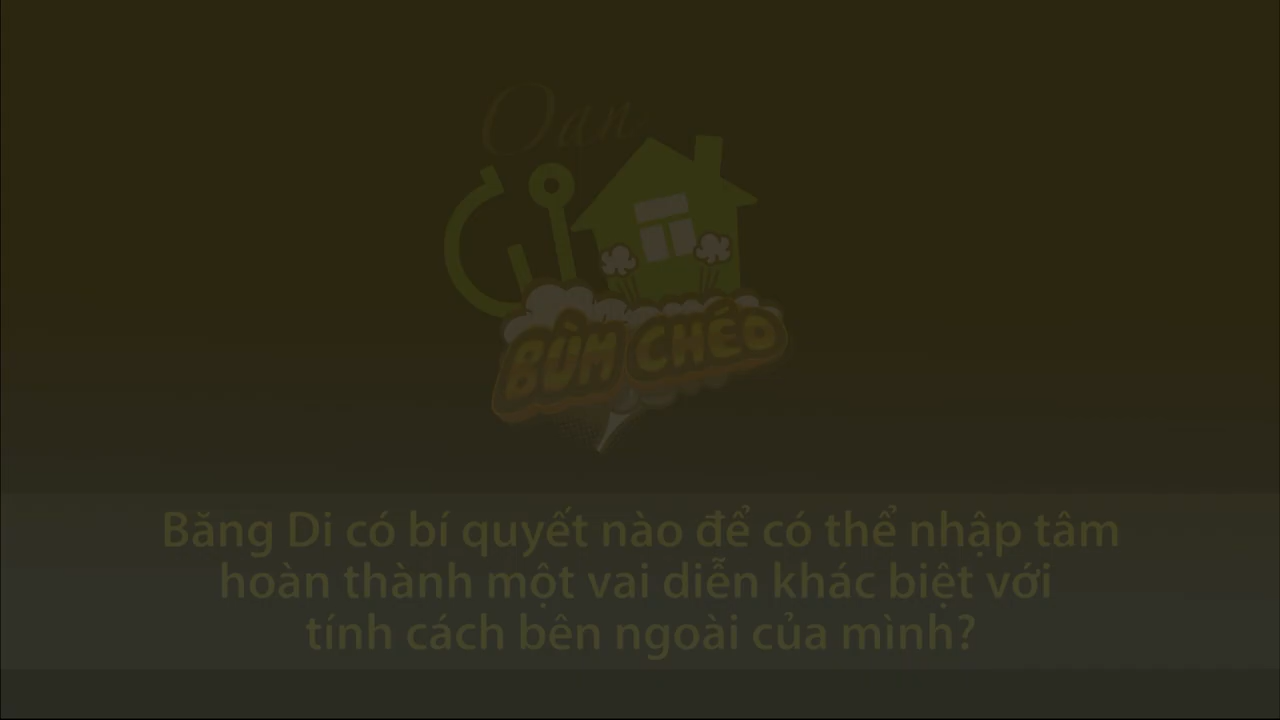 Oan
BÙM CHÉO
Băng Di có bí quyết nào để có thể nhập tâm
hoàn thành một vai diễn khác biệt với
tính cách bên ngoài của mình?